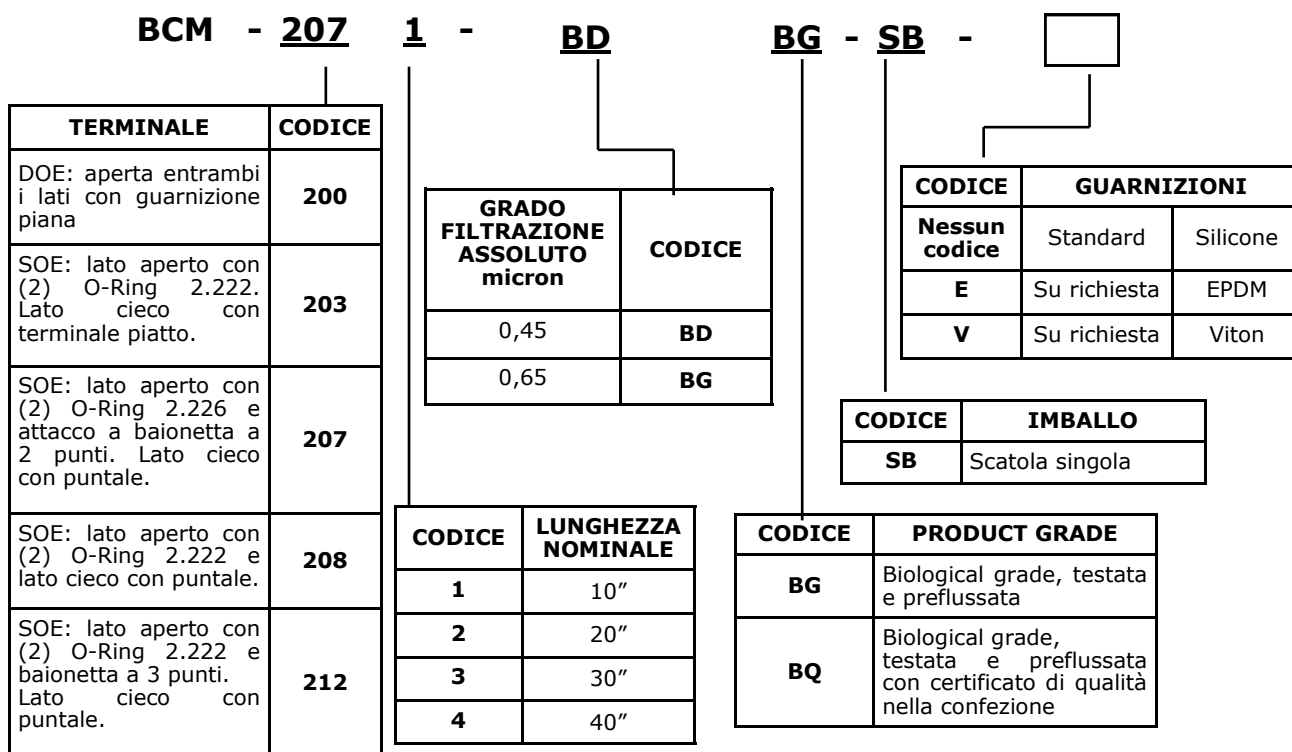 BCM - 207 1 - BD BG - SB -
TERMINALE CODICE
DOE: aperta entrambi
i lati con guarnizione
piana
200
SOE: lato aperto con
(2) O-Ring 2.222.
Lato cieco con
terminale piatto.
203
SOE: lato aperto con
(2) O-Ring 2.226 e
attacco a baionetta a
2 punti. Lato cieco
con puntale.
207
SOE: lato aperto con
(2) O-Ring 2.222 e
lato cieco con puntale.
208
SOE: lato aperto con
(2) O-Ring 2.222 e
baionetta a 3 punti.
Lato cieco con
puntale.
212
GRADO
FILTRAZIONE
ASSOLUTO
micron
CODICE
0,45 BD
0,65 BG
CODICE LUNGHEZZA
NOMINALE
1 10″
2 20″
3 30″
4 40″
CODICE GUARNIZIONI
Nessun
codice
Standard Silicone
E Su richiesta EPDM
V Su richiesta Viton
CODICE IMBALLO
SB Scatola singola
CODICE PRODUCT GRADE
BG
Biological grade, testata
e preflussata
BQ
Biological grade,
testata e preflussata
con certificato di qualità
nella confezione